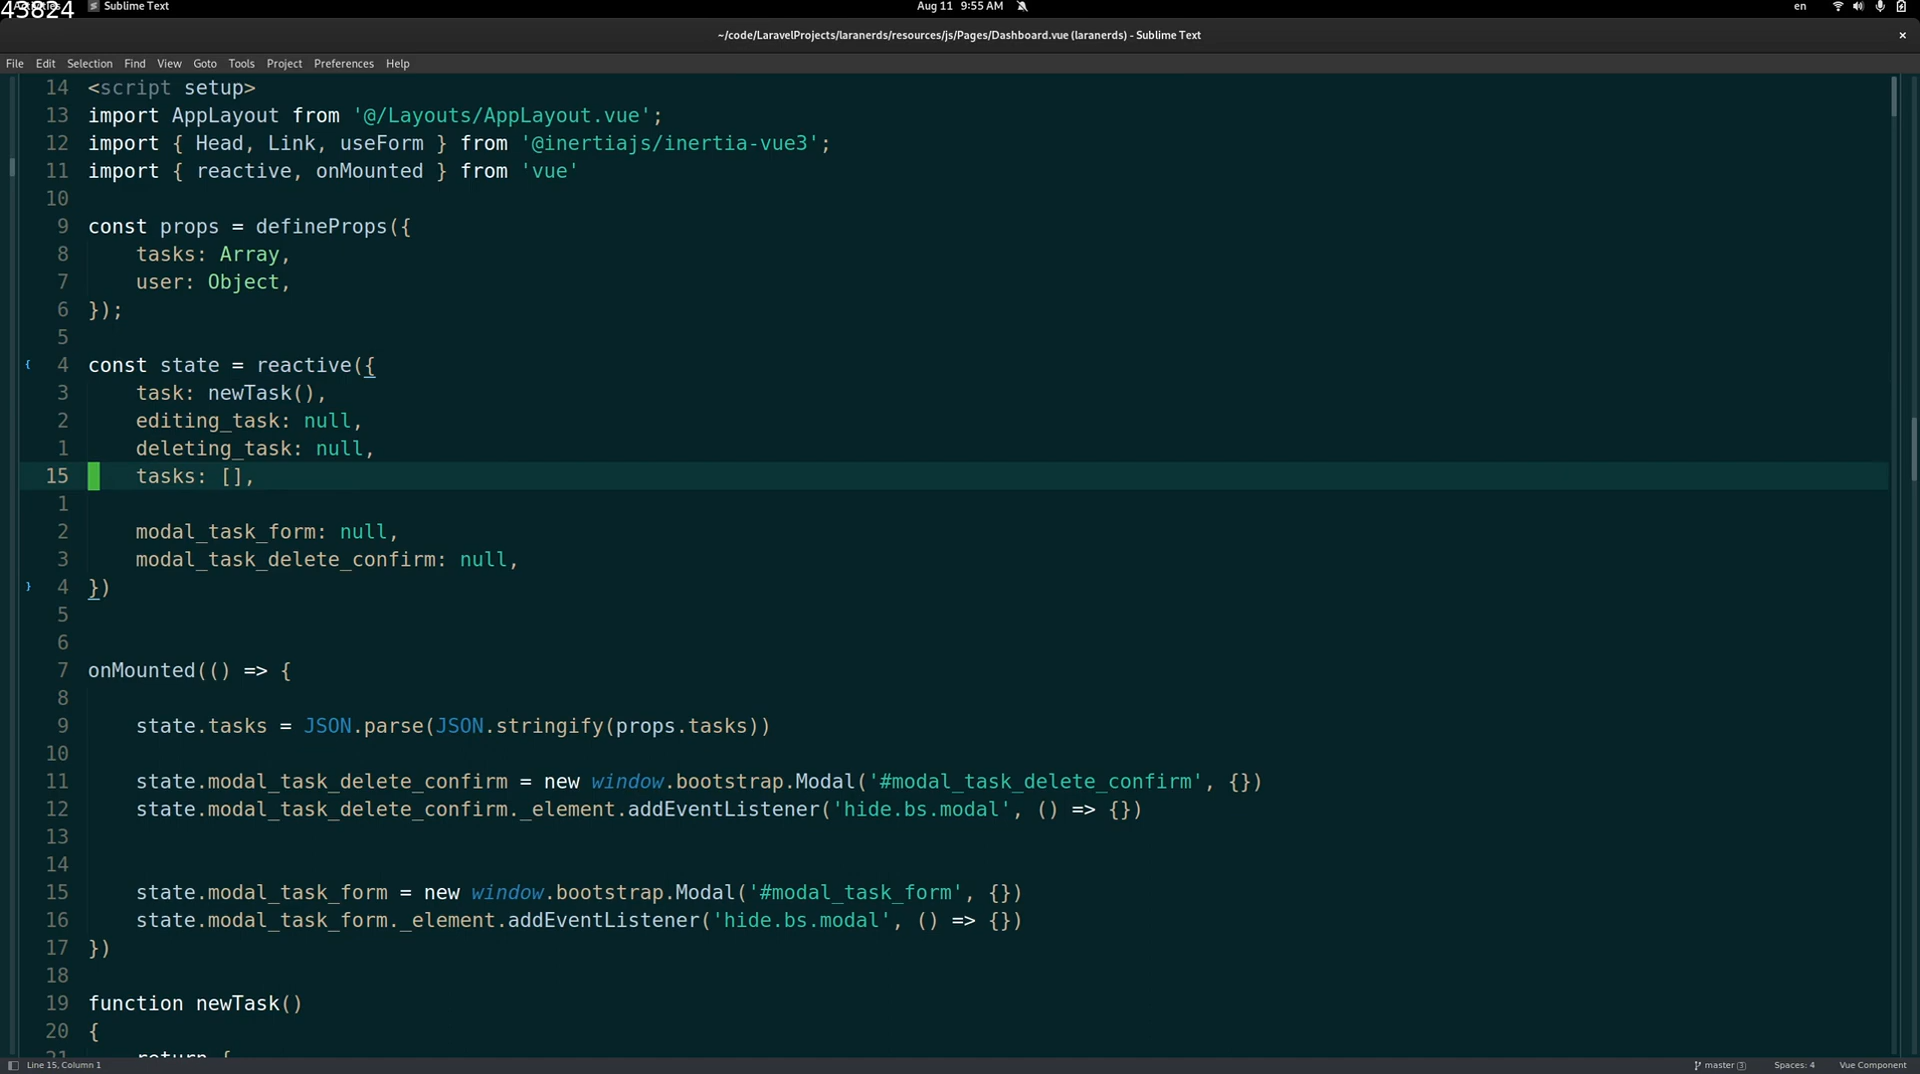 43824
Sublime Text
Aug 11 9:55 AM
en
~/code/LaravelProjects/laranerds/resources/js/Pages/Dashboard.vue (laranerds) - Sublime Text
File Edit Selection Find View Goto Tools Project Preferences Help
14 <script setup>
13 import AppLayout from '@/Layouts/AppLayout.vue';
12 import { Head, Link, useForm } from '@inertiajs/inertia-vue3';
11 import { reactive, onMounted } from 'vue'
10
9 const props = defineProps({
8     tasks: Array,
7     user: Object,
6 });
5
4 const state = reactive({
3     task: newTask(),
2     editing_task: null,
1     deleting_task: null,
15     tasks: [],
1
2     modal_task_form: null,
3     modal_task_delete_confirm: null,
4 })
5
6
7 onMounted(() => {
8
9     state.tasks = JSON.parse(JSON.stringify(props.tasks))
10
11     state.modal_task_delete_confirm = new window.bootstrap.Modal('#modal_task_delete_confirm', {})
12     state.modal_task_delete_confirm._element.addEventListener('hide.bs.modal', () => {})
13
14
15     state.modal_task_form = new window.bootstrap.Modal('#modal_task_form', {})
16     state.modal_task_form._element.addEventListener('hide.bs.modal', () => {})
17 })
18
19 function newTask()
20 {
21     return {
Line 15, Column 1
master 3 Spaces: 4 Vue Component